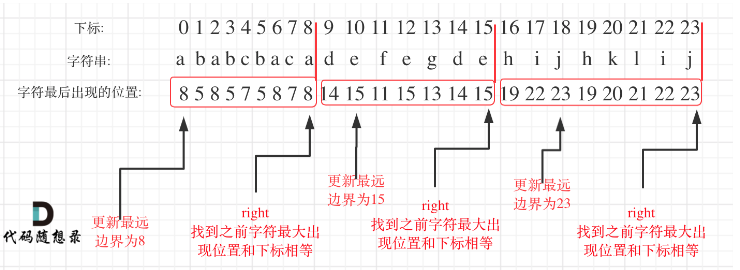 下标: 0 1 2 3 4 5 6 7 8 9 10 11 12 13 14 15 16 17 18 19 20 21 22 23
字符串: a b a b c b a c a d e f e g d e h i j h k l i j
字符最后出现的位置: 8 5 8 5 7 5 8 7 8 14 15 11 15 13 14 15 19 22 23 19 20 21 22 23
更新最远
边界为8
right
找到之前字符最大出
现位置和下标相等
更新最远
边界为15
right
找到之前字符最大出
现位置和下标相等
更新最远
边界为23
right
找到之前字符最大出
现位置和下标相等
代码随想录